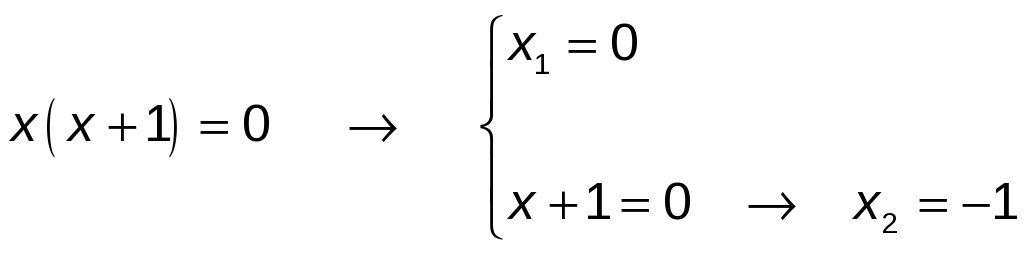 x₁ = 0
x(x+1) = 0 → {
x+1=0 → x₂ = −1